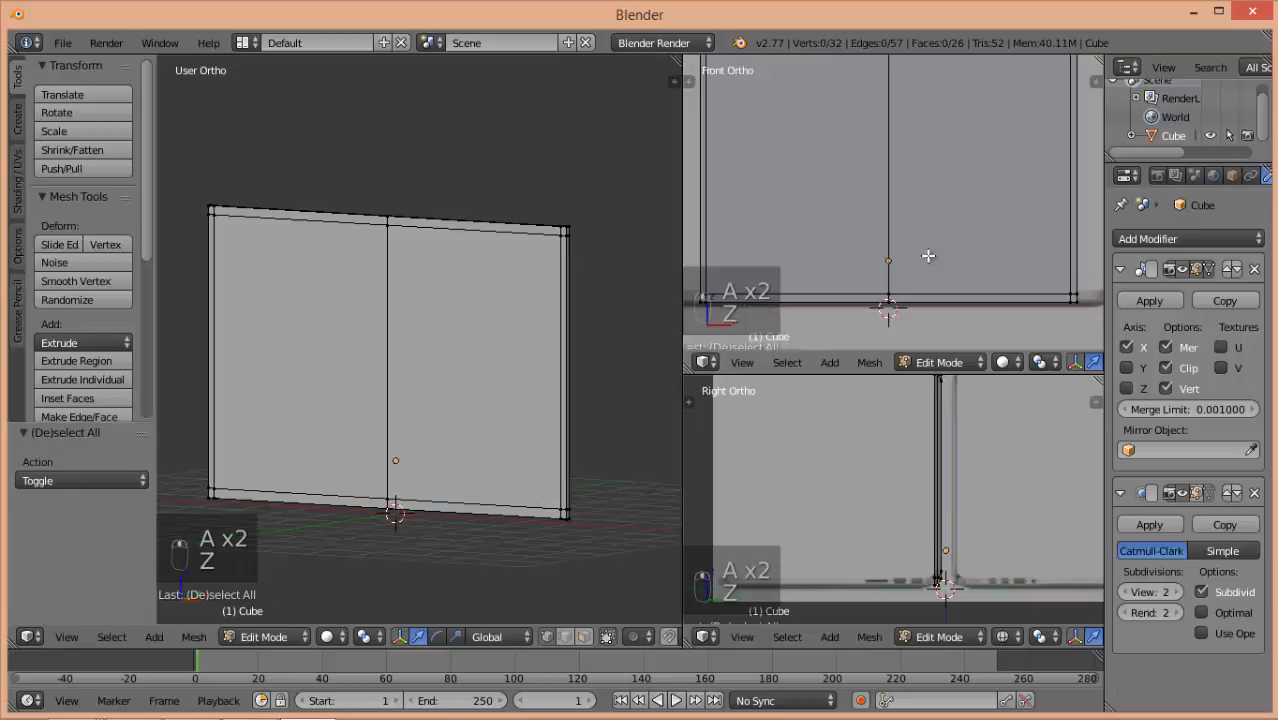 Blender
File Render Window Help Default Scene Blender Render v2.77 | Verts:0/32 | Edges:0/57 | Faces:0/26 | Tris:52 | Mem:40.11M | Cube
Tools
Create
Shading / UVs
Options
Grease Pencil
Transform
Translate
Rotate
Scale
Shrink/Fatten
Push/Pull
Mesh Tools
Deform:
Slide Ed Vertex
Noise
Smooth Vertex
Randomize
Add:
Extrude
Extrude Region
Extrude Individual
Inset Faces
Make Edge/Face
(De)select All
Action
Toggle
User Ortho
A x2
Z
Last: (De)select All
(1) Cube
View Select Add Mesh Edit Mode Global
Front Ortho
A x2
Z
(1) Cube
View Select Add Mesh Edit Mode
Right Ortho
A x2
Z
(1) Cube
View Select Add Mesh Edit Mode
View Search All Sc
Scene
RenderL
World
Cube
Cube
Add Modifier
Apply Copy
Axis: Options: Textures
X Mer U
Y Clip V
Z Vert
Merge Limit: 0.001000
Mirror Object:
Apply Copy
Catmull-Clark Simple
Subdivisions: Options:
View: 2 Subdivid
Rend: 2 Optimal
Use Ope
-40 -20 0 20 40 60 80 100 120 140 160 180 200 220 240 260 280
View Marker Frame Playback Start: 1 End: 250 1 No Sync